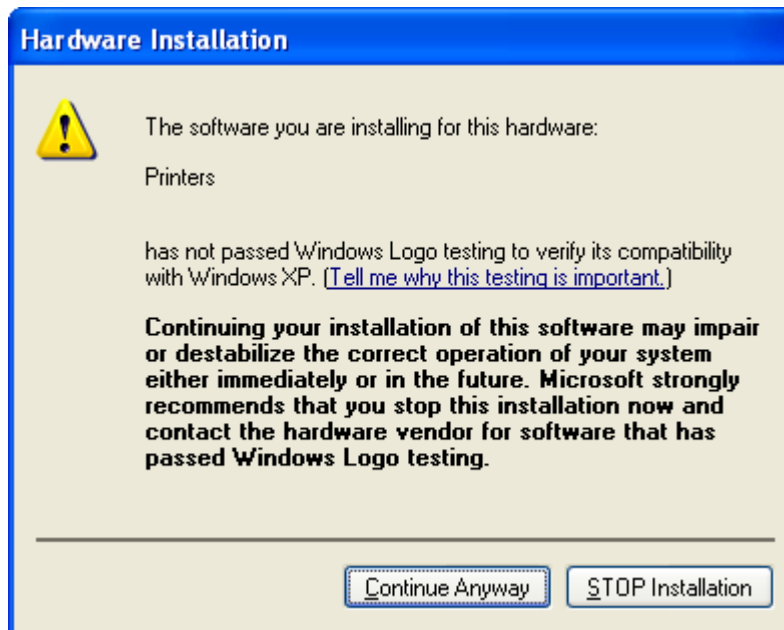 Hardware Installation
The software you are installing for this hardware:
Printers
has not passed Windows Logo testing to verify its compatibility
with Windows XP. (Tell me why this testing is important.)
Continuing your installation of this software may impair
or destabilize the correct operation of your system
either immediately or in the future. Microsoft strongly
recommends that you stop this installation now and
contact the hardware vendor for software that has
passed Windows Logo testing.
Continue Anyway
STOP Installation